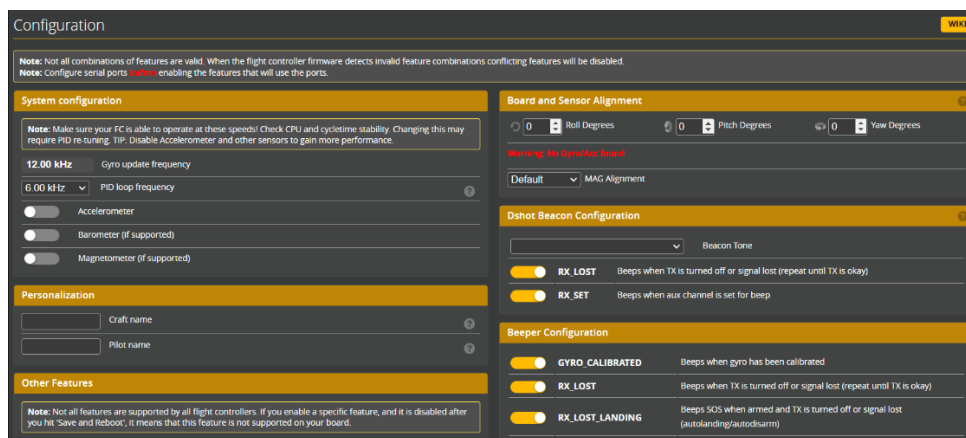 Configuration
WIKI
Note: Not all combinations of features are valid. When the flight controller firmware detects invalid feature combinations conflicting features will be disabled.
Note: Configure serial ports before enabling the features that will use the ports.
System configuration
Note: Make sure your FC is able to operate at these speeds! Check CPU and cycletime stability. Changing this may
require PID re-tuning. TIP: Disable Accelerometer and other sensors to gain more performance.
12.00 kHz Gyro update frequency
6.00 kHz PID loop frequency
Accelerometer
Barometer (if supported)
Magnetometer (if supported)
Personalization
Craft name
Pilot name
Other Features
Note: Not all features are supported by all flight controllers. If you enable a specific feature, and it is disabled after
you hit 'Save and Reboot', it means that this feature is not supported on your board.
Board and Sensor Alignment
0 Roll Degrees 0 Pitch Degrees 0 Yaw Degrees
Warning: No Gyro/Acc found
Default MAG Alignment
Dshot Beacon Configuration
Beacon Tone
RX_LOST Beeps when TX is turned off or signal lost (repeat until TX is okay)
RX_SET Beeps when aux channel is set for beep
Beeper Configuration
GYRO_CALIBRATED Beeps when gyro has been calibrated
RX_LOST Beeps when TX is turned off or signal lost (repeat until TX is okay)
RX_LOST_LANDING Beeps SOS when armed and TX is turned off or signal lost
(autolanding/autodisarm)